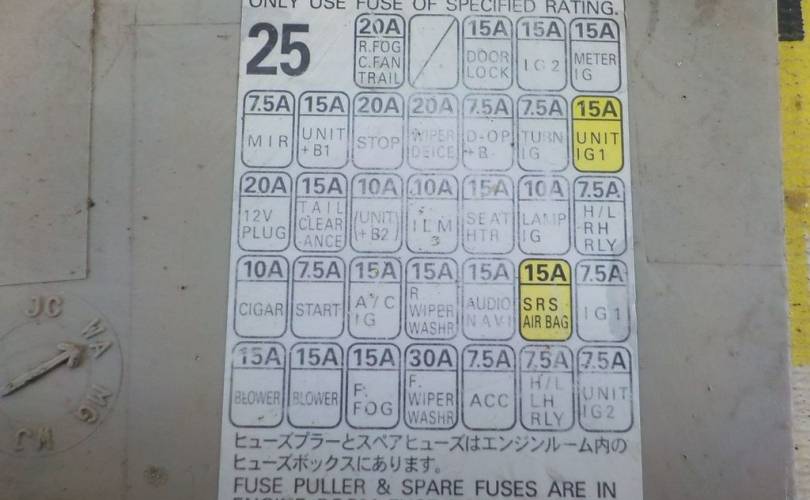 ONLY USE FUSE OF SPECIFIED RATING.
25
20A R.FOG C.FAN TRAIL
15A DOOR LOCK
15A IG2
15A METER IG
7.5A MIR
15A UNIT +B1
20A STOP
20A WIPER DEICE
7.5A D-OP +B
7.5A TURN IG
15A UNIT IG1
20A 12V PLUG
15A TAIL CLEAR -ANCE
10A (UNIT) +B2
10A ILM
15A SEAT HTR
10A LAMP IG
7.5A H/L RH RLY
10A CIGAR
7.5A START
15A A/C IG
15A R WIPER WASHR
15A AUDIO NAVI
15A SRS AIR BAG
7.5A IG1
15A BLOWER
15A BLOWER
15A F. FOG
30A F. WIPER WASHR
7.5A ACC
7.5A H/L LH RLY
7.5A UNIT IG2
ヒューズプラーとスペアヒューズはエンジンルーム内の
ヒューズボックスにあります。
FUSE PULLER & SPARE FUSES ARE IN
JC
WA
MG
WJ